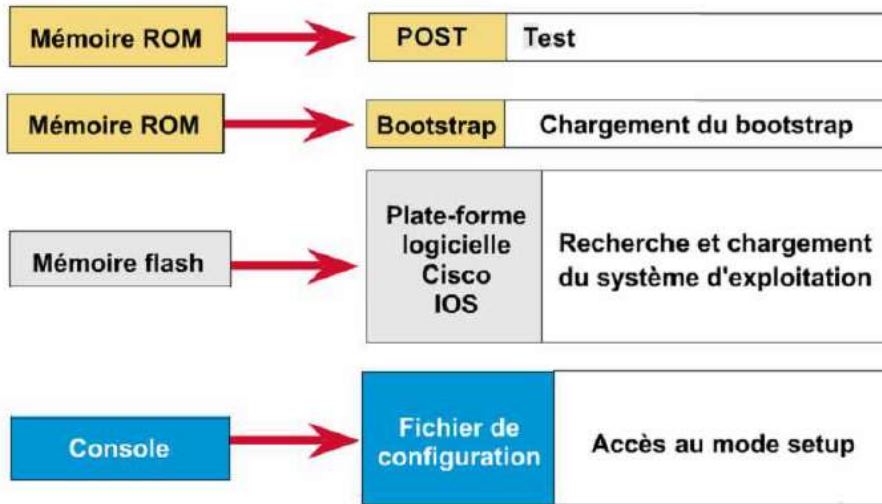 Mémoire ROM
POST
Test
Mémoire ROM
Bootstrap
Chargement du bootstrap
Mémoire flash
Plate-forme
logicielle
Cisco
IOS
Recherche et chargement
du système d'exploitation
Console
Fichier de
configuration
Accès au mode setup